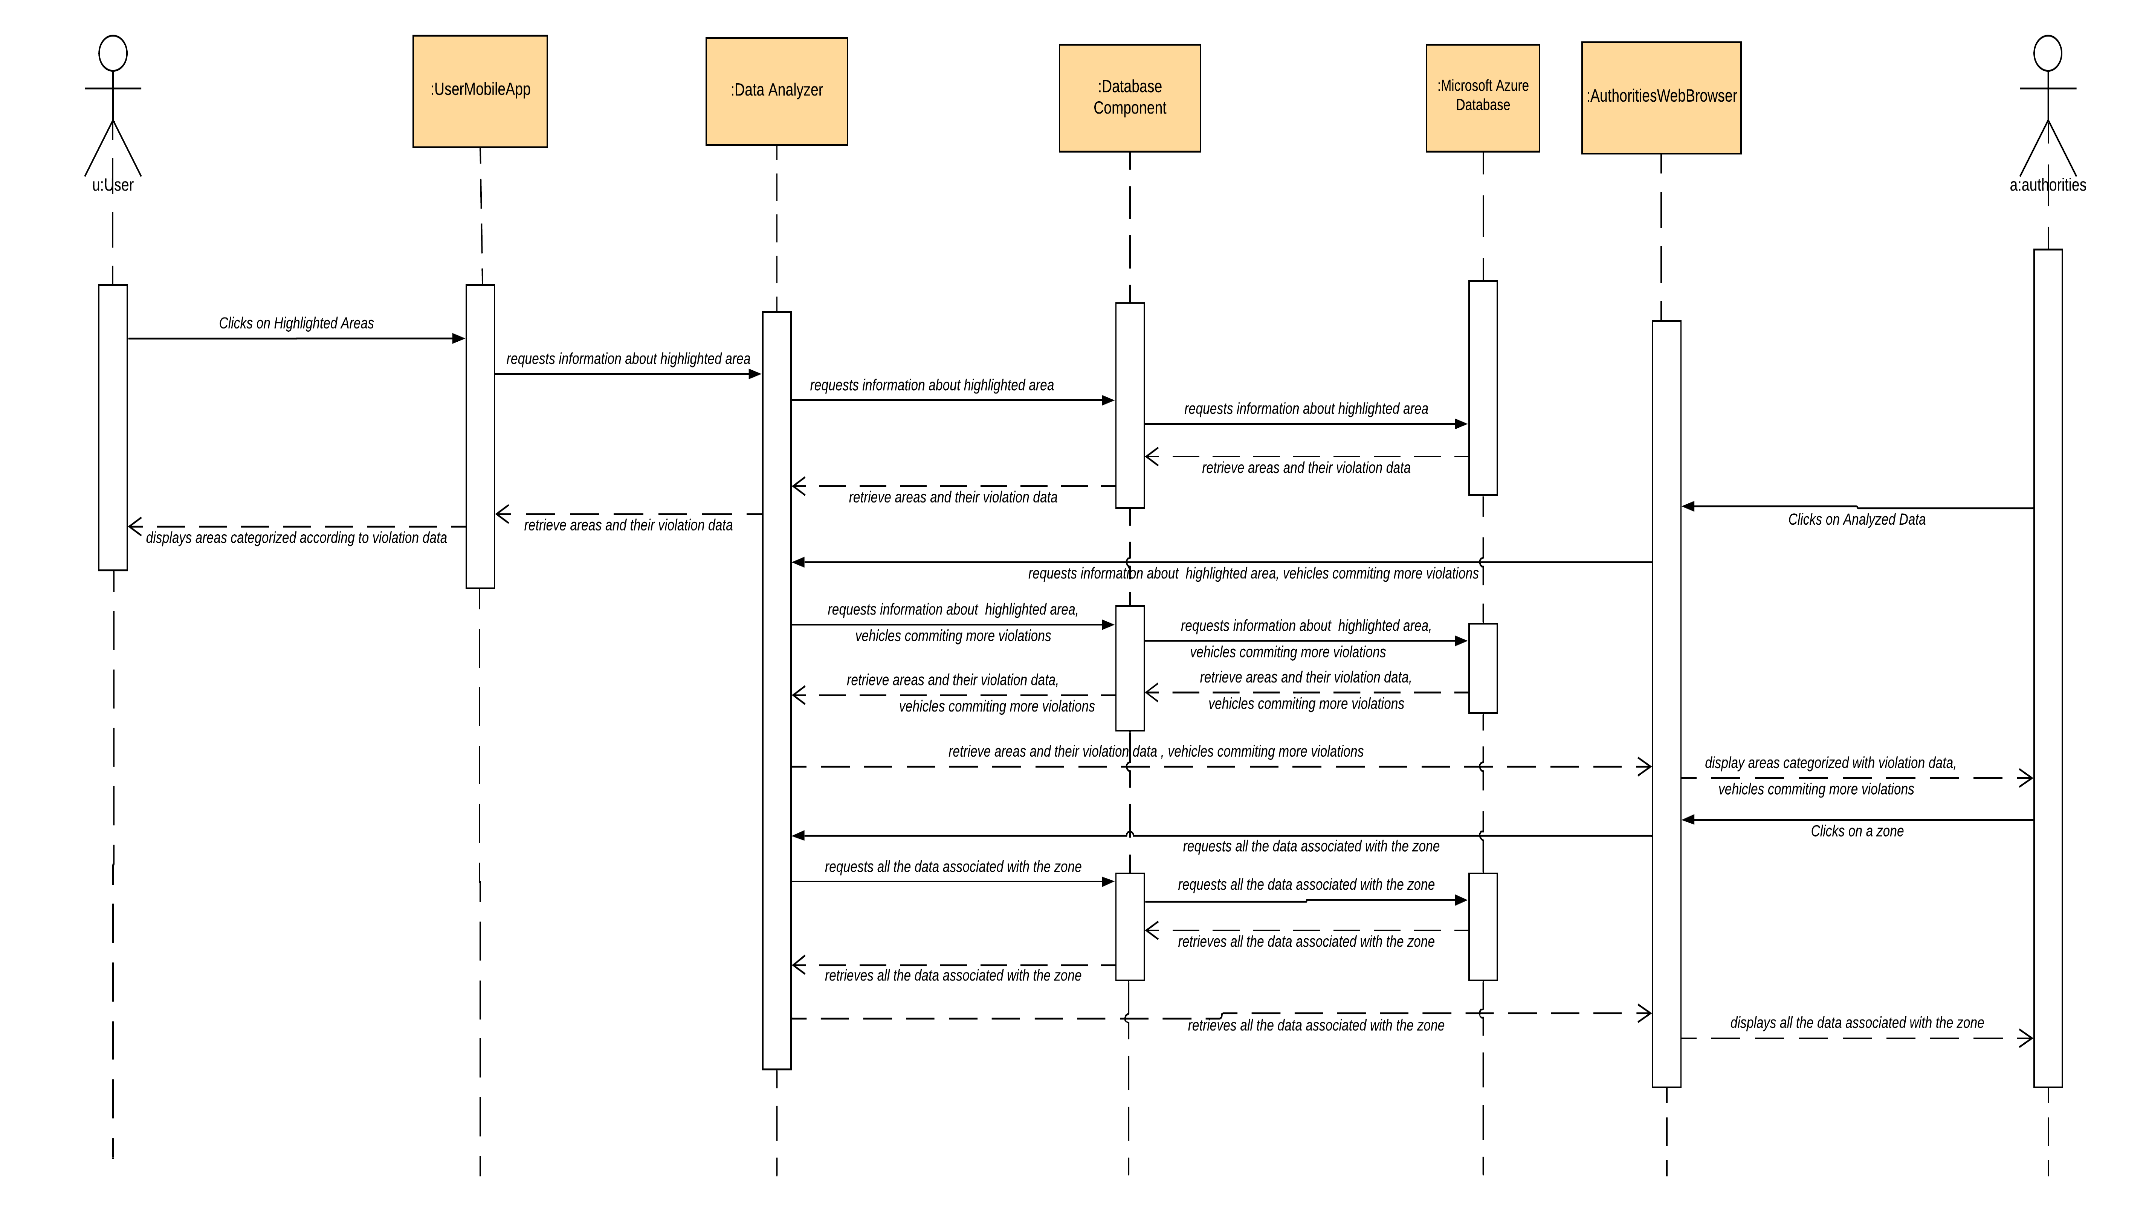 :UserMobileApp
:Data Analyzer
:Database
Component
:Microsoft Azure
Database
:AuthoritiesWebBrowser
u:User
a:authorities
Clicks on Highlighted Areas
requests information about highlighted area
requests information about highlighted area
requests information about highlighted area
retrieve areas and their violation data
retrieve areas and their violation data
retrieve areas and their violation data
displays areas categorized according to violation data
Clicks on Analyzed Data
requests information about  highlighted area, vehicles commiting more violations
requests information about  highlighted area,
vehicles commiting more violations
requests information about  highlighted area,
vehicles commiting more violations
retrieve areas and their violation data,
vehicles commiting more violations
retrieve areas and their violation data,
vehicles commiting more violations
retrieve areas and their violation data , vehicles commiting more violations
display areas categorized with violation data,
vehicles commiting more violations
Clicks on a zone
requests all the data associated with the zone
requests all the data associated with the zone
requests all the data associated with the zone
retrieves all the data associated with the zone
retrieves all the data associated with the zone
retrieves all the data associated with the zone
displays all the data associated with the zone